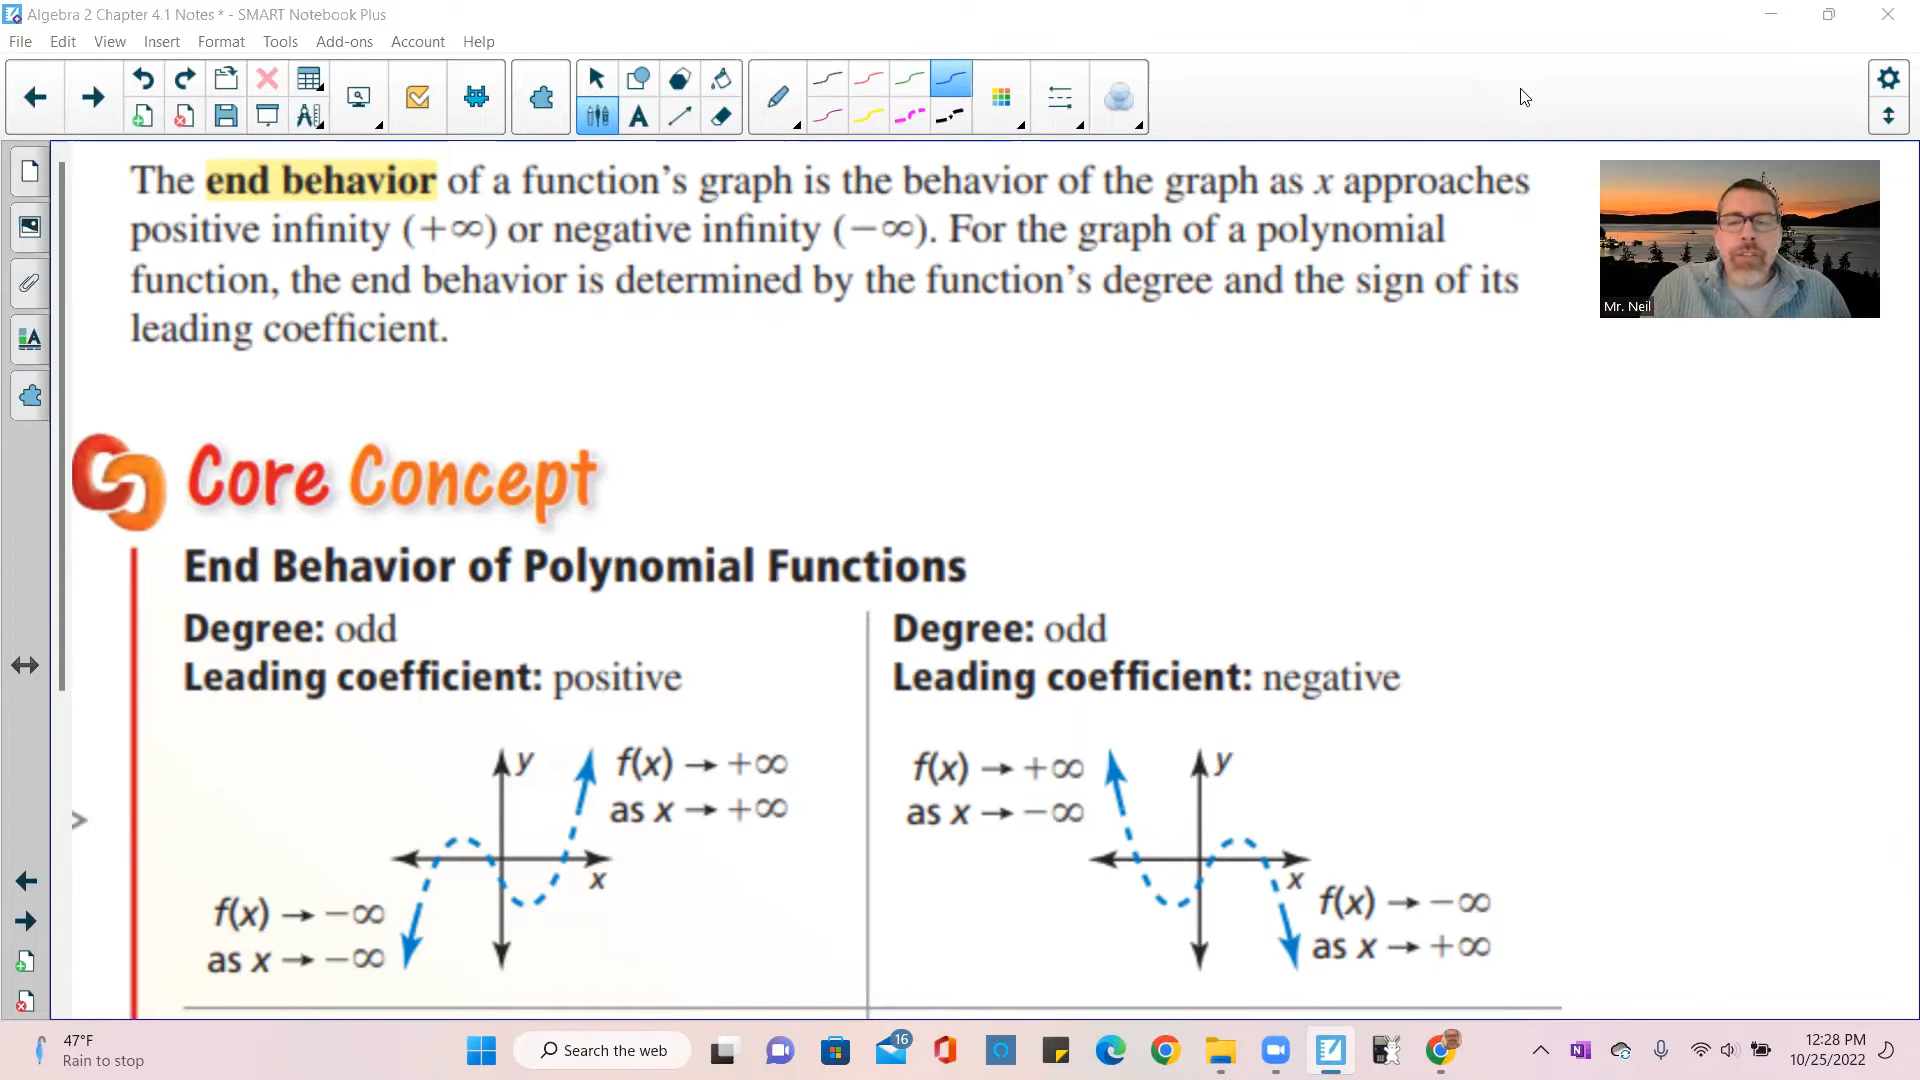 Algebra 2 Chapter 4.1 Notes * - SMART Notebook Plus
File Edit View Insert Format Tools Add-ons Account Help
The end behavior of a function's graph is the behavior of the graph as x approaches
positive infinity (+∞) or negative infinity (−∞). For the graph of a polynomial
function, the end behavior is determined by the function's degree and the sign of its
leading coefficient.
Mr. Neil
Core Concept
End Behavior of Polynomial Functions
Degree: odd
Leading coefficient: positive
y
f(x) → +∞
as x → +∞
x
f(x) → −∞
as x → −∞
Degree: odd
Leading coefficient: negative
f(x) → +∞
as x → −∞
y
x
f(x) → −∞
as x → +∞
47°F
Rain to stop
Search the web
16
12:28 PM
10/25/2022